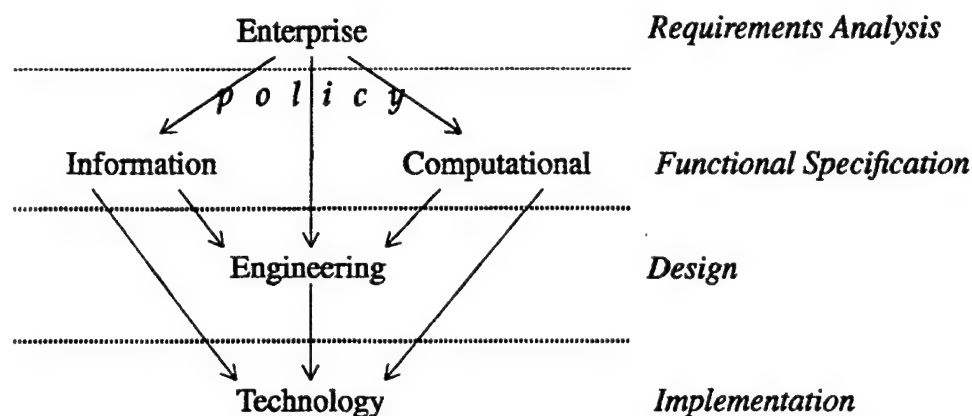 Enterprise Requirements Analysis
p o l i c y
Information Computational Functional Specification
Engineering Design
Technology Implementation